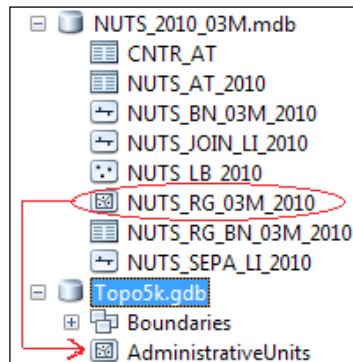 NUTS_2010_03M.mdb
CNTR_AT
NUTS_AT_2010
NUTS_BN_03M_2010
NUTS_JOIN_LI_2010
NUTS_LB_2010
NUTS_RG_03M_2010
NUTS_RG_BN_03M_2010
NUTS_SEPA_LI_2010
Topo5k.gdb
Boundaries
AdministrativeUnits